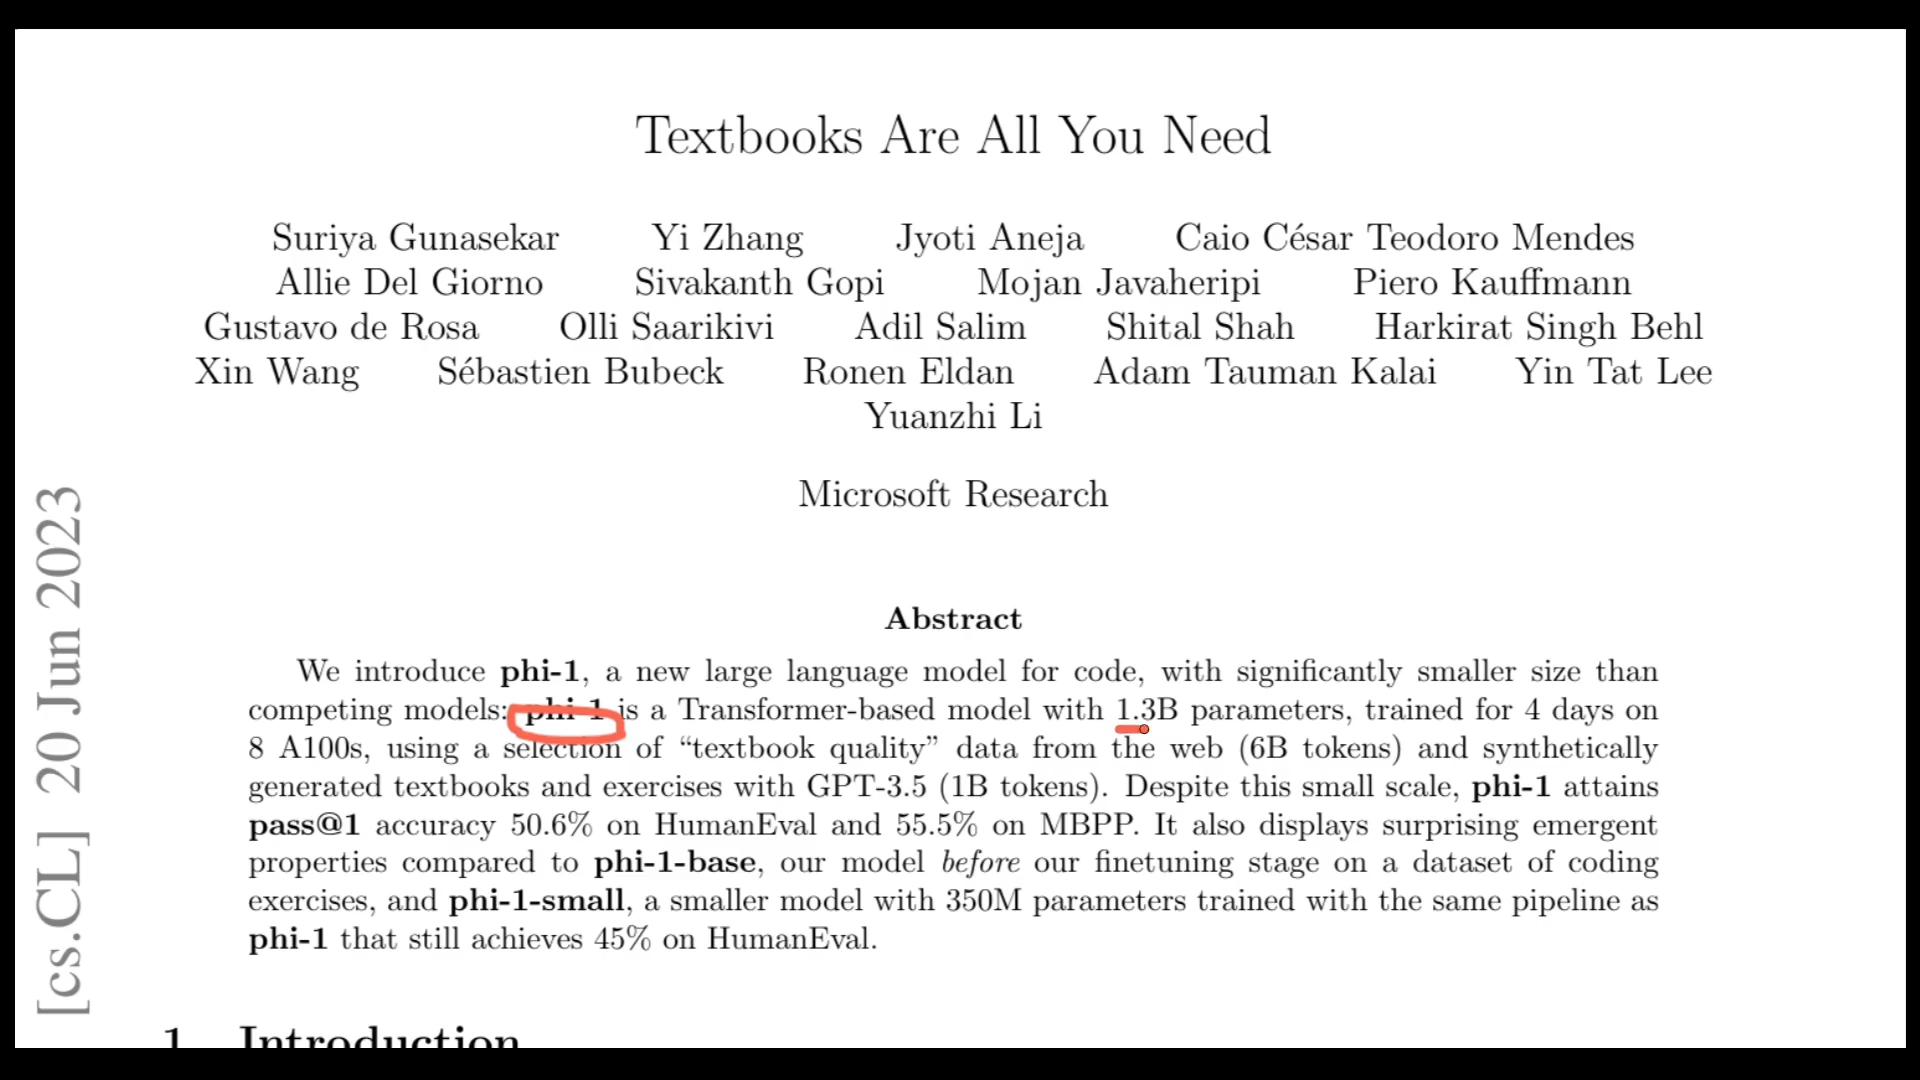 Textbooks Are All You Need
Suriya Gunasekar Yi Zhang Jyoti Aneja Caio César Teodoro Mendes
Allie Del Giorno Sivakanth Gopi Mojan Javaheripi Piero Kauffmann
Gustavo de Rosa Olli Saarikivi Adil Salim Shital Shah Harkirat Singh Behl
Xin Wang Sébastien Bubeck Ronen Eldan Adam Tauman Kalai Yin Tat Lee
Yuanzhi Li
Microsoft Research
[cs.CL] 20 Jun 2023
Abstract
We introduce phi-1, a new large language model for code, with significantly smaller size than
competing models: phi-1 is a Transformer-based model with 1.3B parameters, trained for 4 days on
8 A100s, using a selection of “textbook quality” data from the web (6B tokens) and synthetically
generated textbooks and exercises with GPT-3.5 (1B tokens). Despite this small scale, phi-1 attains
pass@1 accuracy 50.6% on HumanEval and 55.5% on MBPP. It also displays surprising emergent
properties compared to phi-1-base, our model before our finetuning stage on a dataset of coding
exercises, and phi-1-small, a smaller model with 350M parameters trained with the same pipeline as
phi-1 that still achieves 45% on HumanEval.
1 Introduction